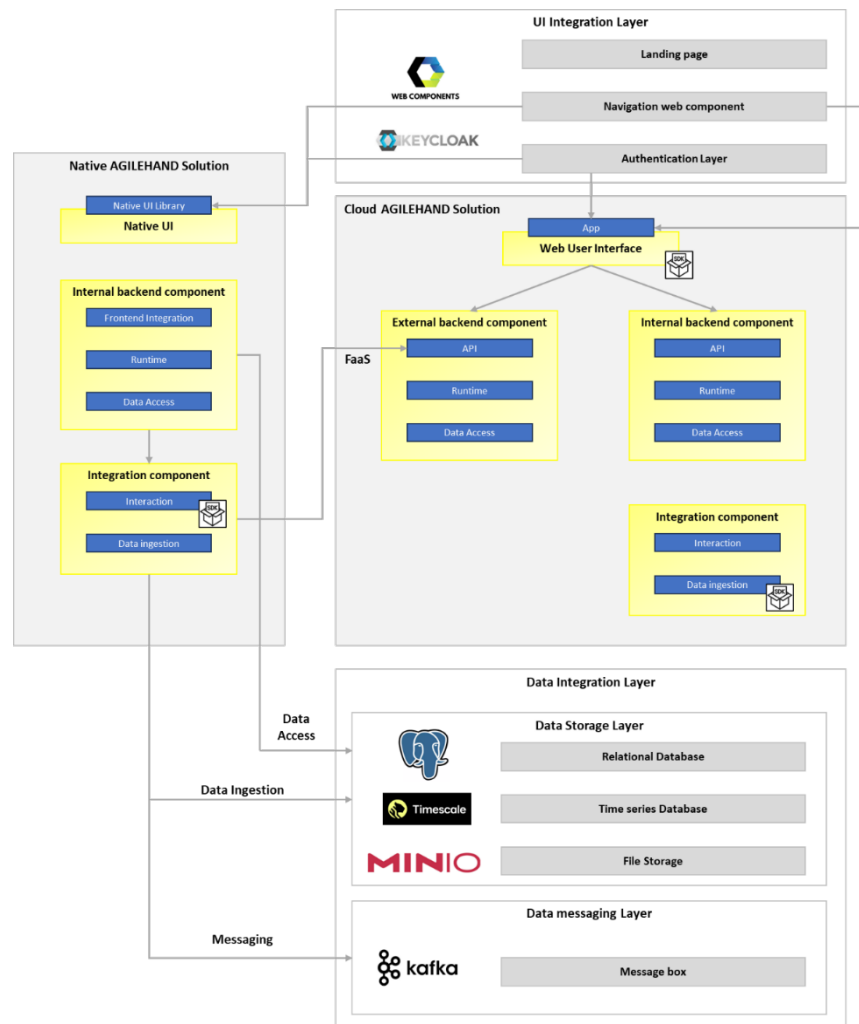 UI Integration Layer
Landing page
WEB COMPONENTS
Navigation web component
KEYCLOAK
Authentication Layer
Native AGILEHAND Solution
Native UI Library
Native UI
Internal backend component
Frontend Integration
Runtime
Data Access
Integration component
Interaction
SDK
Data ingestion
Cloud AGILEHAND Solution
App
Web User Interface
SDK
External backend component
FaaS
API
Runtime
Data Access
Internal backend component
API
Runtime
Data Access
Integration component
Interaction
Data ingestion
SDK
Data Integration Layer
Data
Access
Data Ingestion
Messaging
Data Storage Layer
Relational Database
Timescale
Time series Database
MINIO
File Storage
Data messaging Layer
kafka
Message box